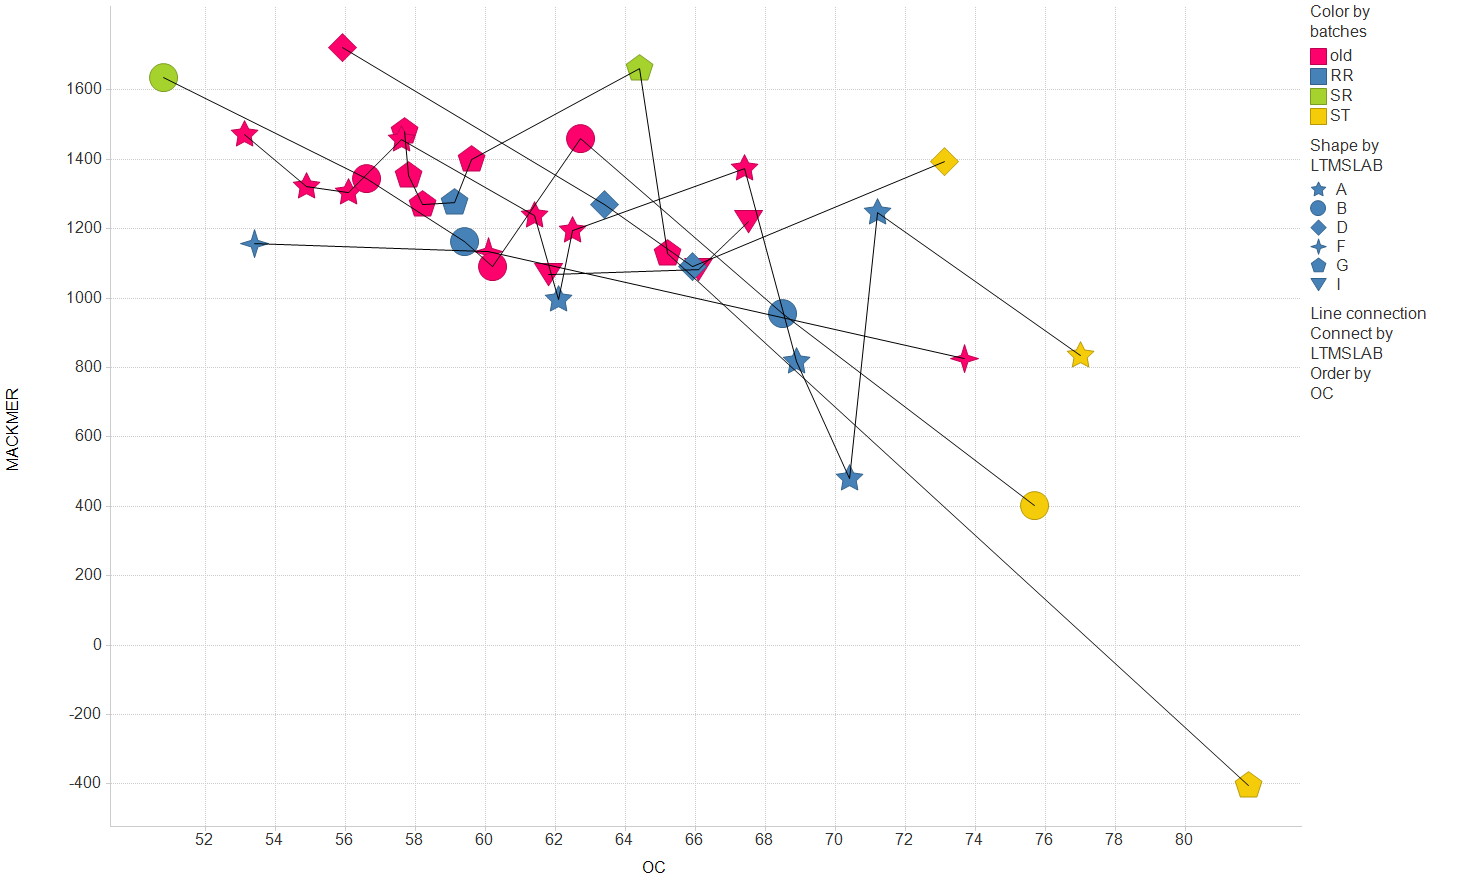 Color by
batches
old
RR
SR
ST
Shape by
LTMSLAB
A
B
D
F
G
I
Line connection
Connect by
LTMSLAB
Order by
OC
MACKMER
1600
1400
1200
1000
800
600
400
200
0
-200
-400
52 54 56 58 60 62 64 66 68 70 72 74 76 78 80
OC